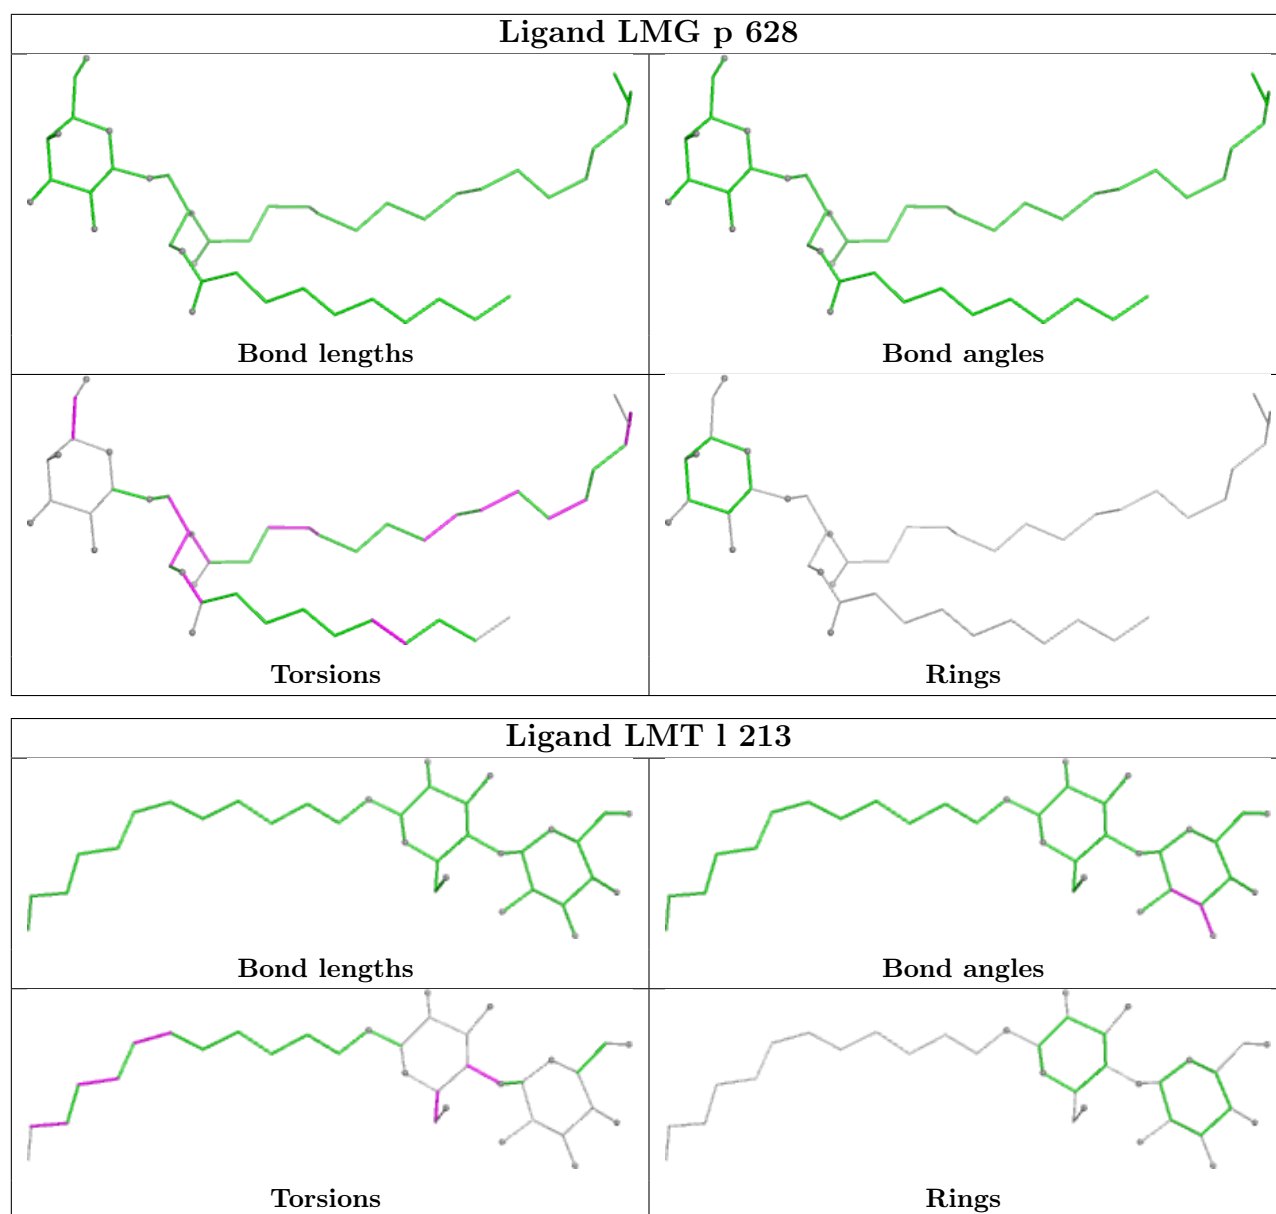 Ligand LMG p 628
Bond lengths
Bond angles
Torsions
Rings
Ligand LMT l 213
Bond lengths
Bond angles
Torsions
Rings